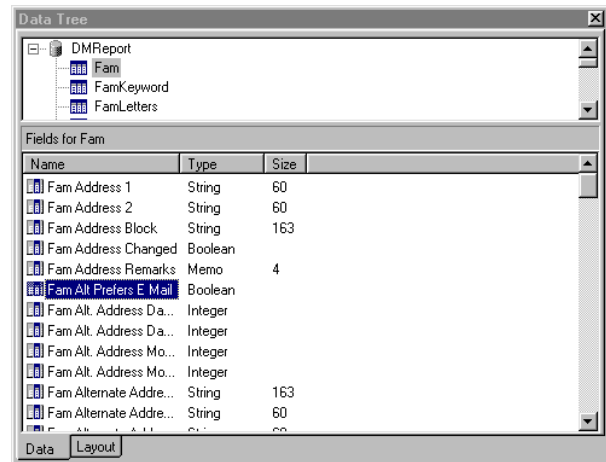 Data Tree
DMReport
Fam
FamKeyword
FamLetters
Fields for Fam
Name Type Size
Fam Address 1 String 60
Fam Address 2 String 60
Fam Address Block String 163
Fam Address Changed Boolean
Fam Address Remarks Memo 4
Fam Alt Prefers E Mail Boolean
Fam Alt. Address Da... Integer
Fam Alt. Address Da... Integer
Fam Alt. Address Mo... Integer
Fam Alt. Address Mo... Integer
Fam Alternate Addre... String 163
Fam Alternate Addre... String 60
Data Layout